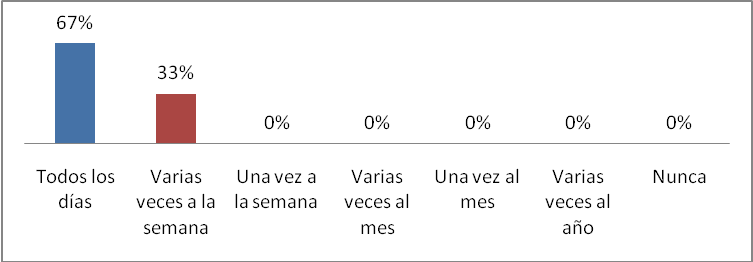 67%
33%
0%
0%
0%
0%
0%
Todos los
días
Varias
veces a la
semana
Una vez a
la semana
Varias
veces al
mes
Una vez al
mes
Varias
veces al
año
Nunca